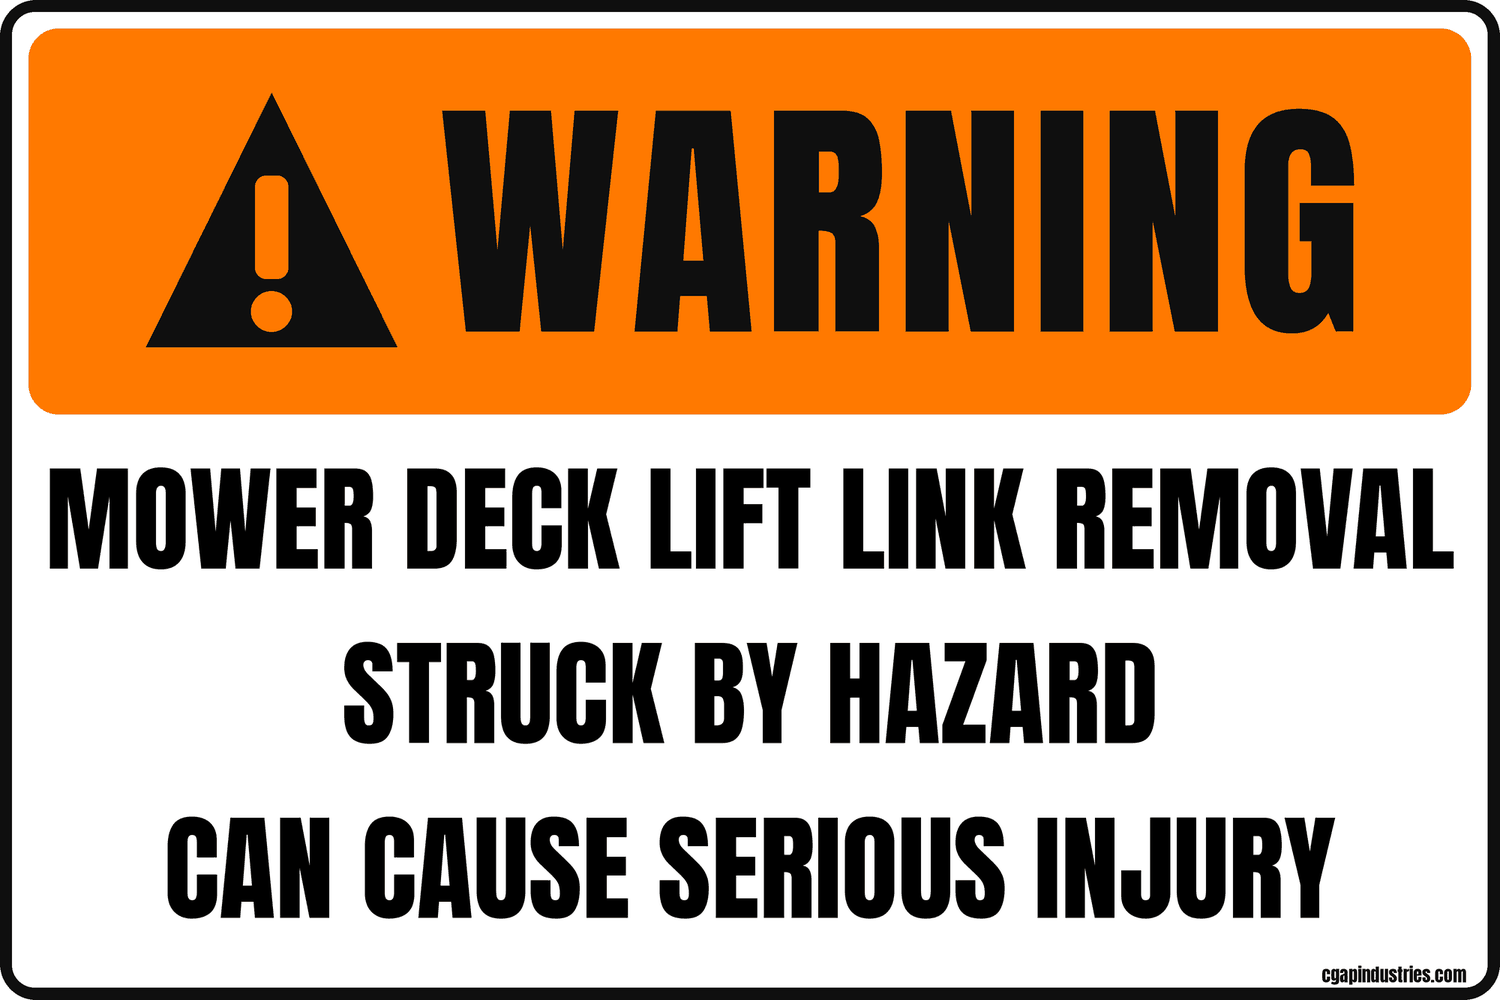 WARNING
MOWER DECK LIFT LINK REMOVAL
STRUCK BY HAZARD
CAN CAUSE SERIOUS INJURY
cgapindustries.com